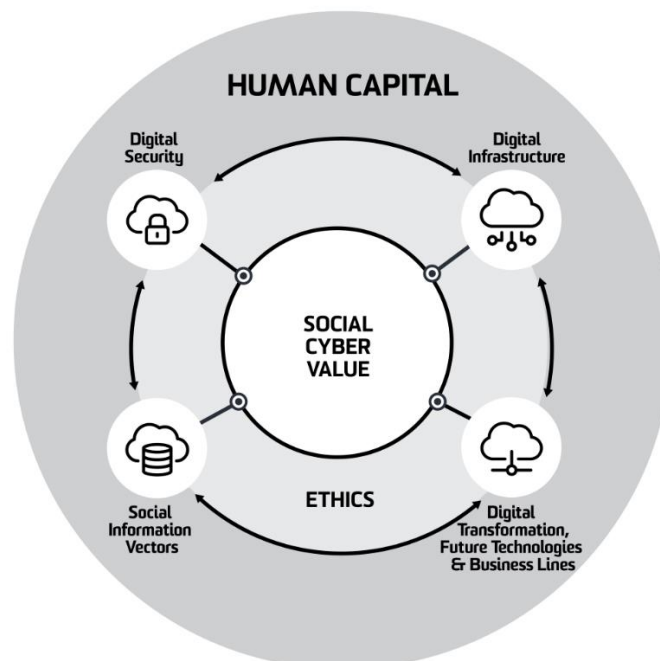 HUMAN CAPITAL
Digital
Security
Digital
Infrastructure
SOCIAL
CYBER
VALUE
ETHICS
Social
Information
Vectors
Digital
Transformation,
Future Technologies
& Business Lines